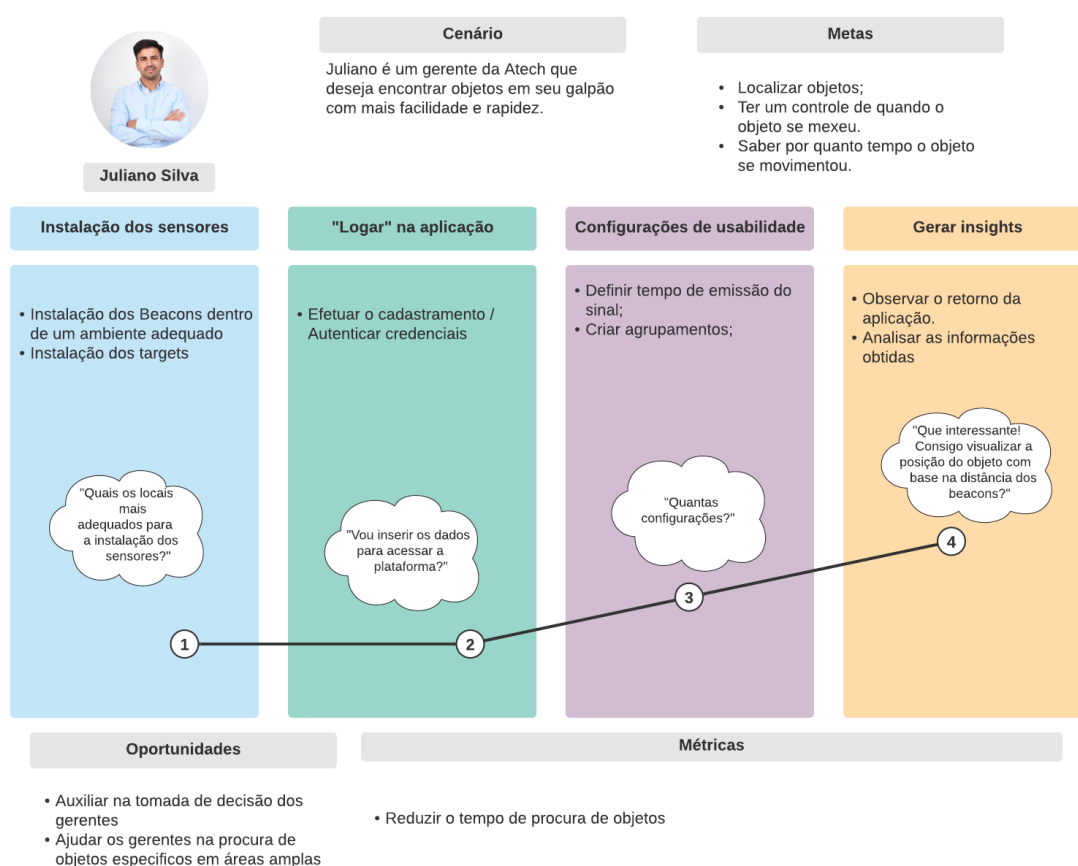 Cenário
Juliano é um gerente da Atech que
deseja encontrar objetos em seu galpão
com mais facilidade e rapidez.
Metas
• Localizar objetos;
• Ter um controle de quando o
objeto se mexeu.
• Saber por quanto tempo o objeto
se movimentou.
Juliano Silva
Instalação dos sensores
• Instalação dos Beacons dentro
de um ambiente adequado
• Instalação dos targets
"Quais os locais
mais
adequados para
a instalação dos
sensores?"
1
"Logar" na aplicação
• Efetuar o cadastramento /
Autenticar credenciais
"Vou inserir os dados
para acessar a
plataforma?"
2
Configurações de usabilidade
• Definir tempo de emissão do
sinal;
• Criar agrupamentos;
"Quantas
configurações?"
3
Gerar insights
• Observar o retorno da
aplicação.
• Analisar as informações
obtidas
"Que interessante!
Consigo visualizar a
posição do objeto com
base na distância dos
beacons?"
4
Oportunidades
• Auxiliar na tomada de decisão dos
gerentes
• Ajudar os gerentes na procura de
objetos especificos em áreas amplas
Métricas
• Reduzir o tempo de procura de objetos